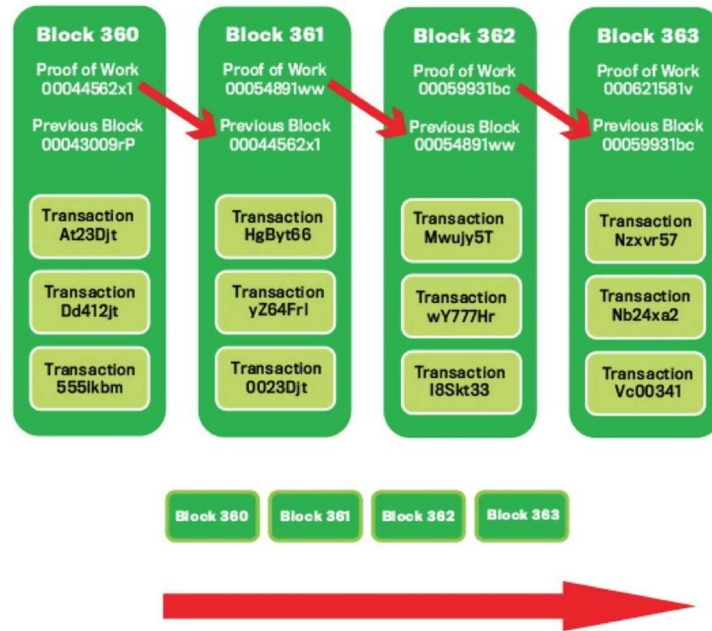 Block 360
Proof of Work
00044562x1
Previous Block
00043009rP
Transaction
At23Djt
Transaction
Dd412jt
Transaction
555lkbm
Block 361
Proof of Work
00054891ww
Previous Block
00044562x1
Transaction
HgByt66
Transaction
yZ64Frl
Transaction
0023Djt
Block 362
Proof of Work
00059931bc
Previous Block
00054891ww
Transaction
Mwujy5T
Transaction
wY777Hr
Transaction
I8Skt33
Block 363
Proof of Work
000621581v
Previous Block
00059931bc
Transaction
Nzxvr57
Transaction
Nb24xa2
Transaction
Vc00341
Block 360
Block 361
Block 362
Block 363